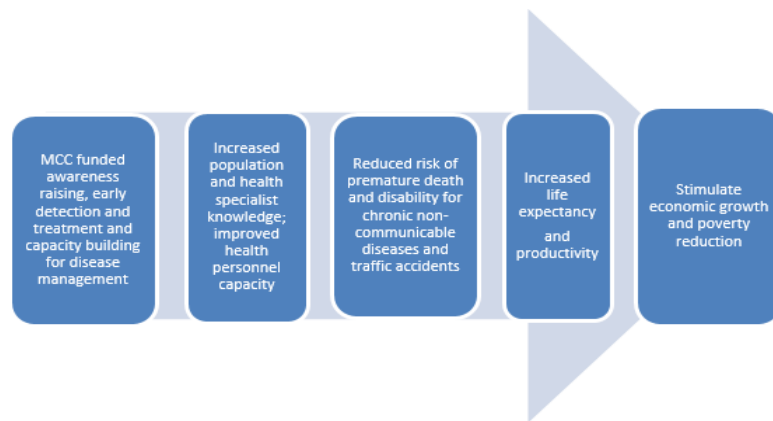 MCC funded
awareness
raising, early
detection and
treatment and
capacity building
for disease
management
Increased
population
and health
specialist
knowledge;
improved
health
personnel
capacity
Reduced risk of
premature death
and disability for
chronic non-
communicable
diseases and
traffic accidents
Increased
life
expectancy
and
productivity
Stimulate
economic growth
and poverty
reduction